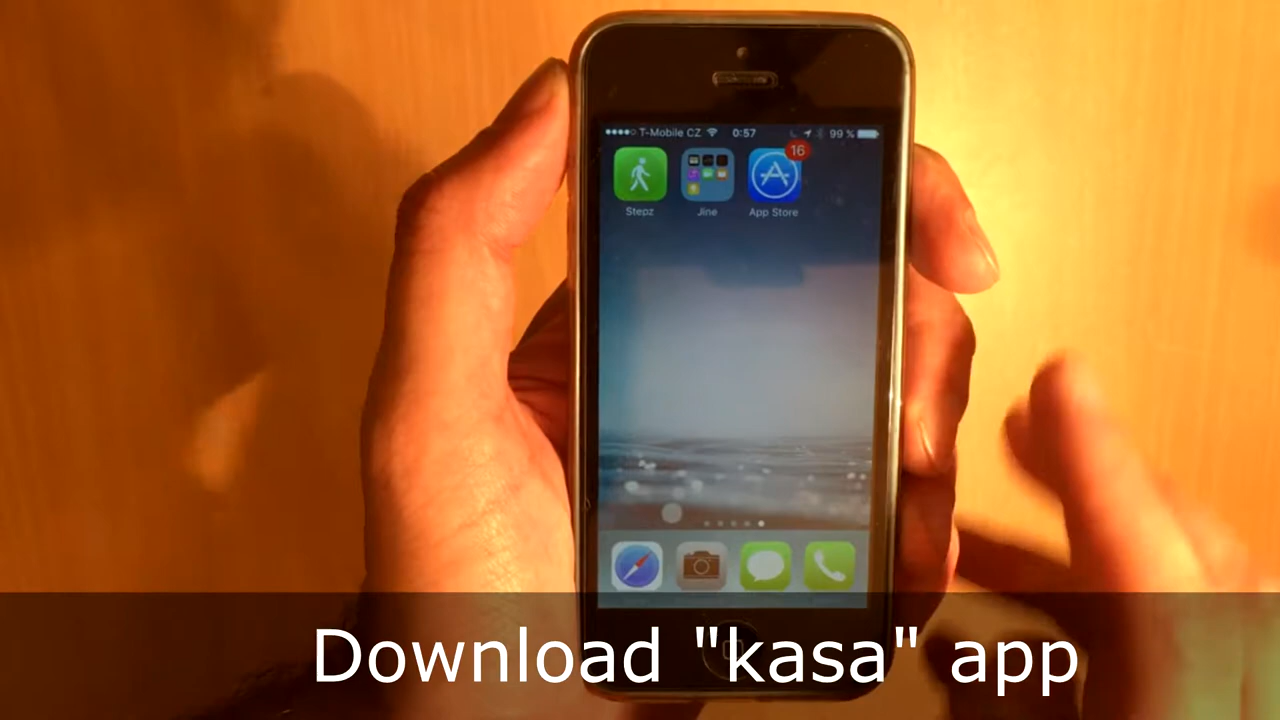 ●●●●○ T-Mobile CZ 0:57 99 %
16
Stepz Jine App Store
Download "kasa" app